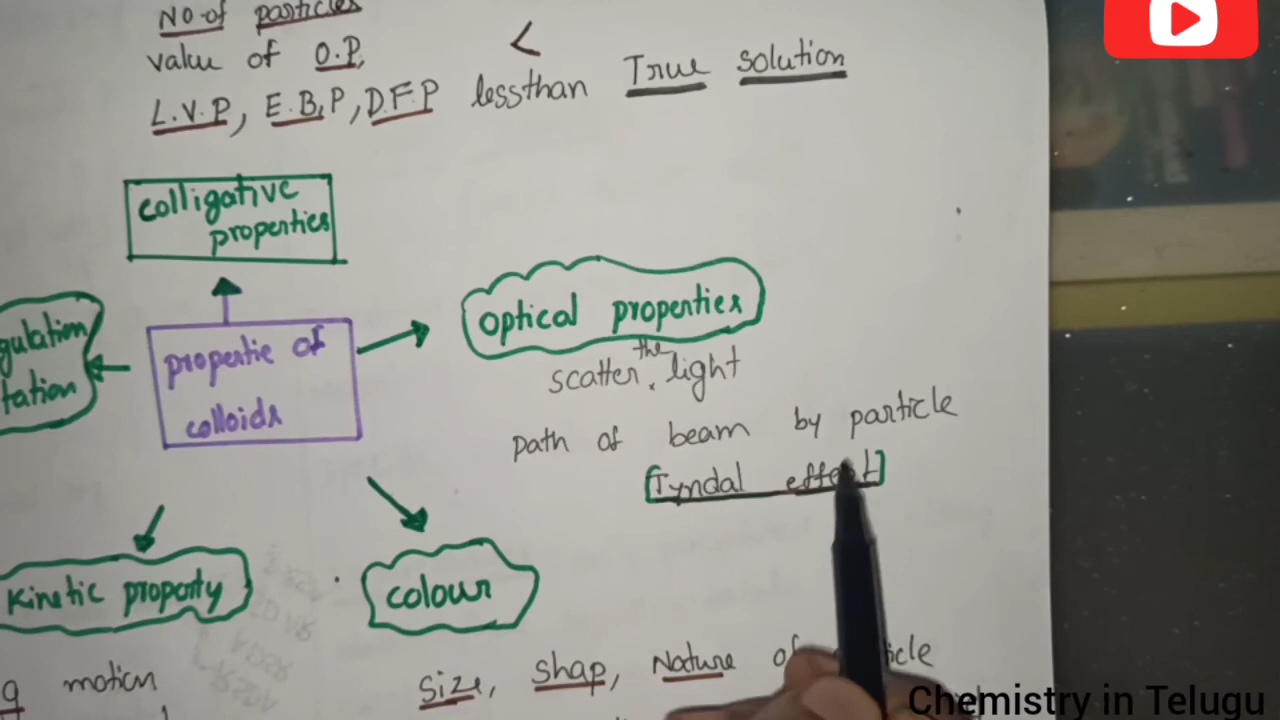 No of particles
value of O.P,
<
L.V.P, E.B.P, D.F.P lessthan True solution
colligative
properties
optical properties
gulation
tation
propertie of
colloids
scatter the light
path of beam by particle
[Tyndal effect]
Kinetic property
colour
motion
size, shap, Nature of
Chemistry in Telugu